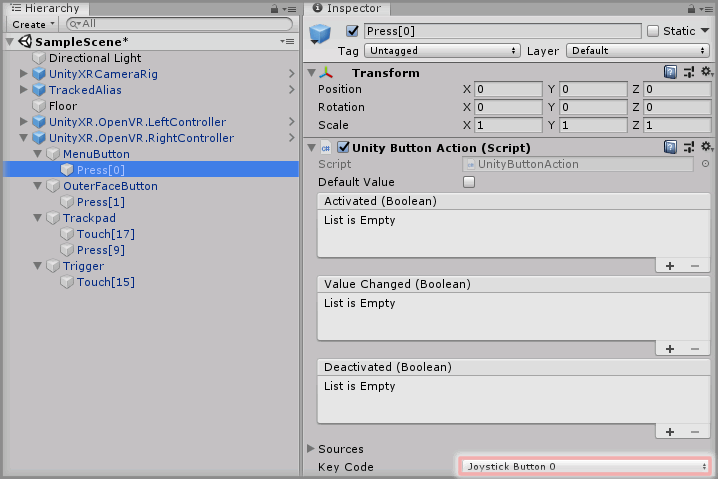 Hierarchy
Create
All
SampleScene*
Directional Light
UnityXRCameraRig
TrackedAlias
Floor
UnityXR.OpenVR.LeftController
UnityXR.OpenVR.RightController
MenuButton
Press[0]
OuterFaceButton
Press[1]
Trackpad
Touch[17]
Press[9]
Trigger
Touch[15]
Inspector
Press[0] Static
Tag Untagged Layer Default
Transform
Position X 0 Y 0 Z 0
Rotation X 0 Y 0 Z 0
Scale X 1 Y 1 Z 1
Unity Button Action (Script)
Script UnityButtonAction
Default Value
Activated (Boolean)
List is Empty
Value Changed (Boolean)
List is Empty
Deactivated (Boolean)
List is Empty
Sources
Key Code Joystick Button 0